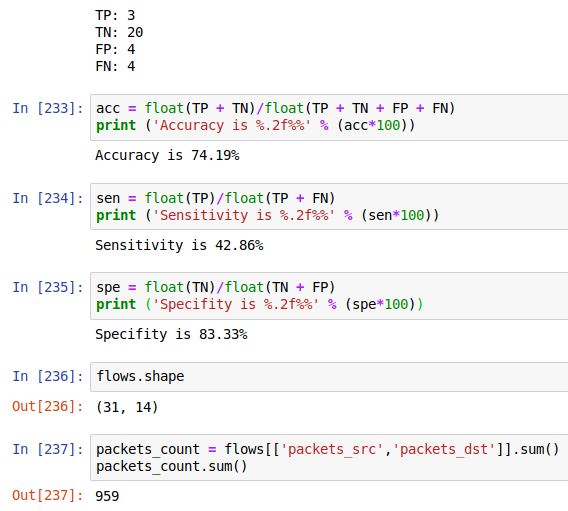 TP: 3
TN: 20
FP: 4
FN: 4
In [233]: acc = float(TP + TN)/float(TP + TN + FP + FN)
print ('Accuracy is %.2f%%' % (acc*100))
Accuracy is 74.19%
In [234]: sen = float(TP)/float(TP + FN)
print ('Sensitivity is %.2f%%' % (sen*100))
Sensitivity is 42.86%
In [235]: spe = float(TN)/float(TN + FP)
print ('Specifity is %.2f%%' % (spe*100))
Specifity is 83.33%
In [236]: flows.shape
Out[236]: (31, 14)
In [237]: packets_count = flows[['packets_src','packets_dst']].sum()
packets_count.sum()
Out[237]: 959